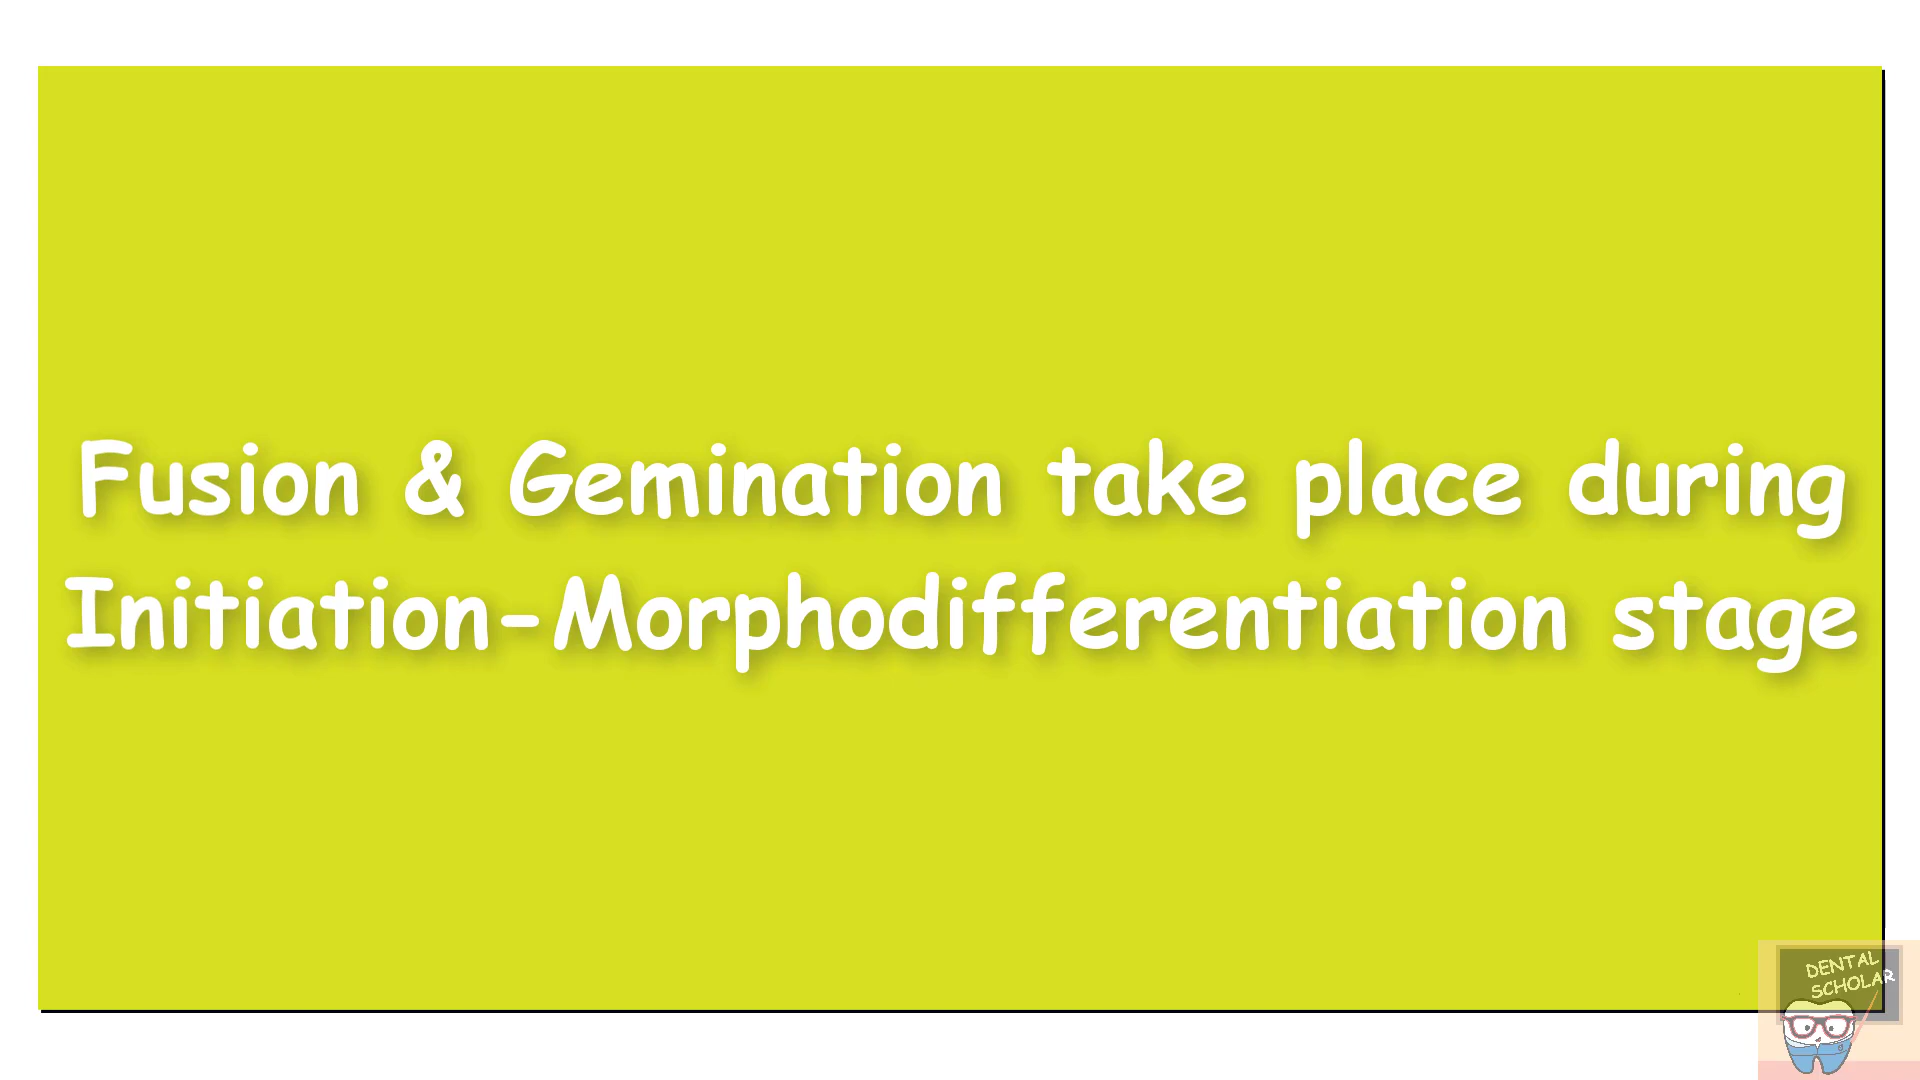 Fusion & Gemination take place during
Initiation-Morphodifferentiation stage
DENTAL
SCHOLAR